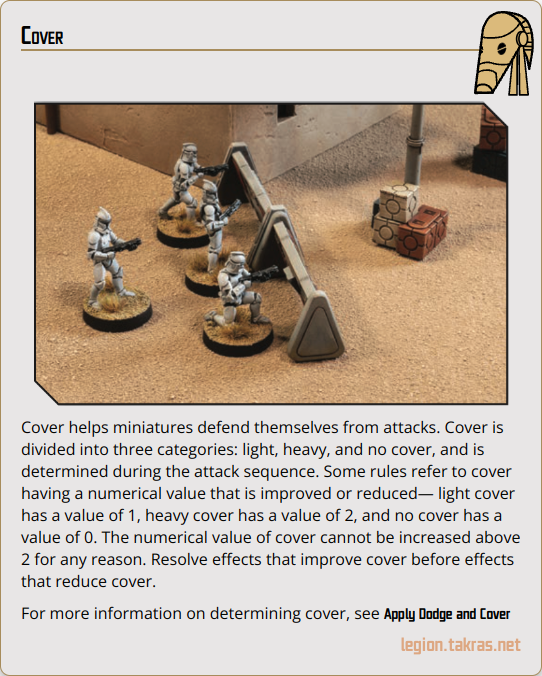 Cover
Cover helps miniatures defend themselves from attacks. Cover is
divided into three categories: light, heavy, and no cover, and is
determined during the attack sequence. Some rules refer to cover
having a numerical value that is improved or reduced— light cover
has a value of 1, heavy cover has a value of 2, and no cover has a
value of 0. The numerical value of cover cannot be increased above
2 for any reason. Resolve effects that improve cover before effects
that reduce cover.
For more information on determining cover, see Apply Dodge and Cover
legion.takras.net